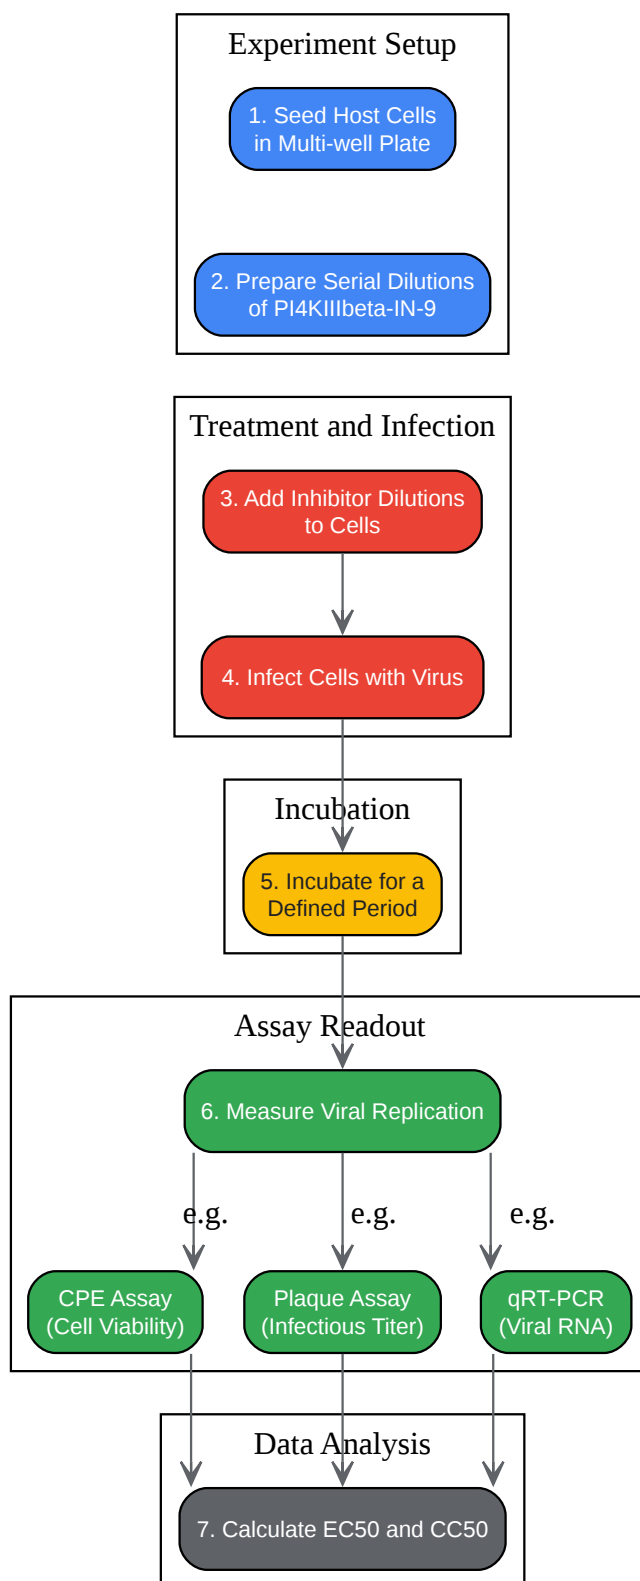 Experiment Setup
1. Seed Host Cells
in Multi-well Plate
2. Prepare Serial Dilutions
of PI4KIIIbeta-IN-9
Treatment and Infection
3. Add Inhibitor Dilutions
to Cells
4. Infect Cells with Virus
Incubation
5. Incubate for a
Defined Period
Assay Readout
6. Measure Viral Replication
e.g. e.g. e.g.
CPE Assay
(Cell Viability)
Plaque Assay
(Infectious Titer)
qRT-PCR
(Viral RNA)
Data Analysis
7. Calculate EC50 and CC50